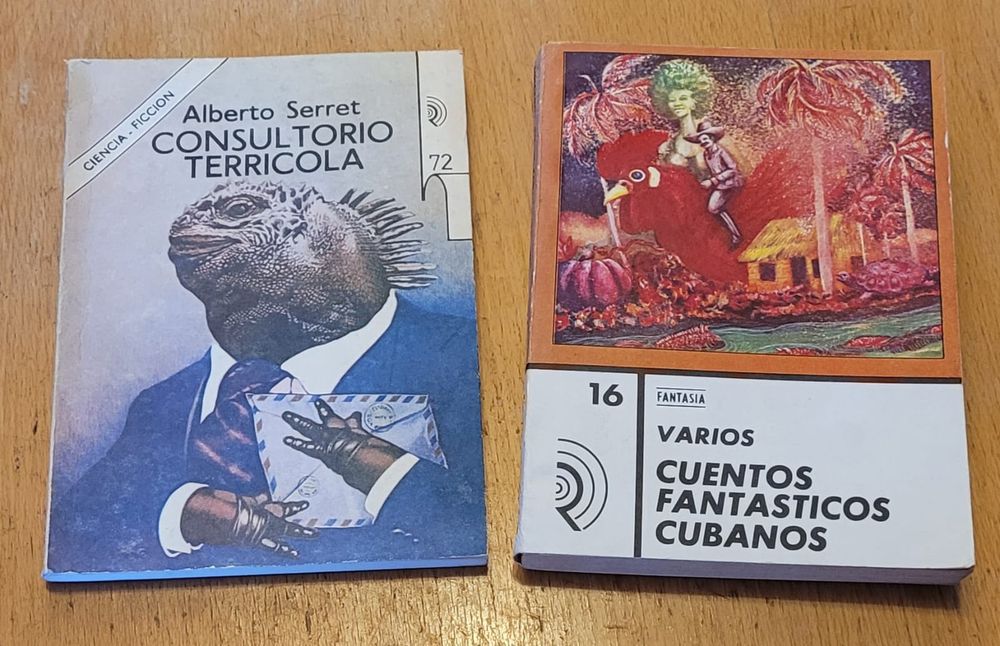 CIENCIA-FICCION
Alberto Serret
CONSULTORIO
TERRICOLA
72
16
FANTASIA
VARIOS
CUENTOS
FANTASTICOS
CUBANOS